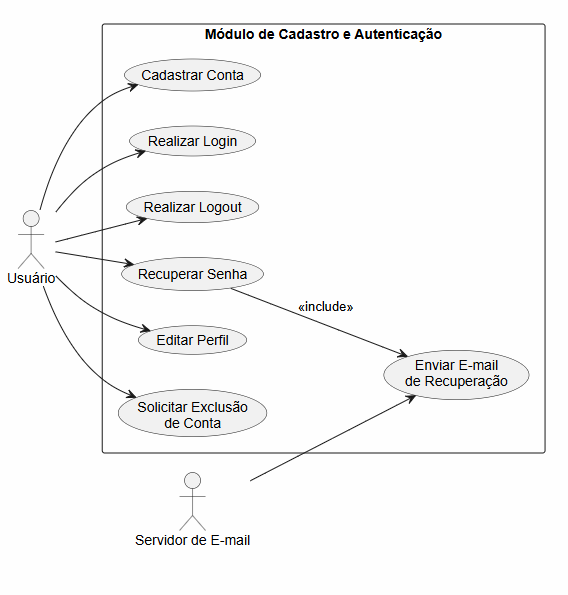 Módulo de Cadastro e Autenticação
Cadastrar Conta
Realizar Login
Realizar Logout
Usuário
Recuperar Senha
«include»
Editar Perfil
Enviar E-mail
de Recuperação
Solicitar Exclusão
de Conta
Servidor de E-mail